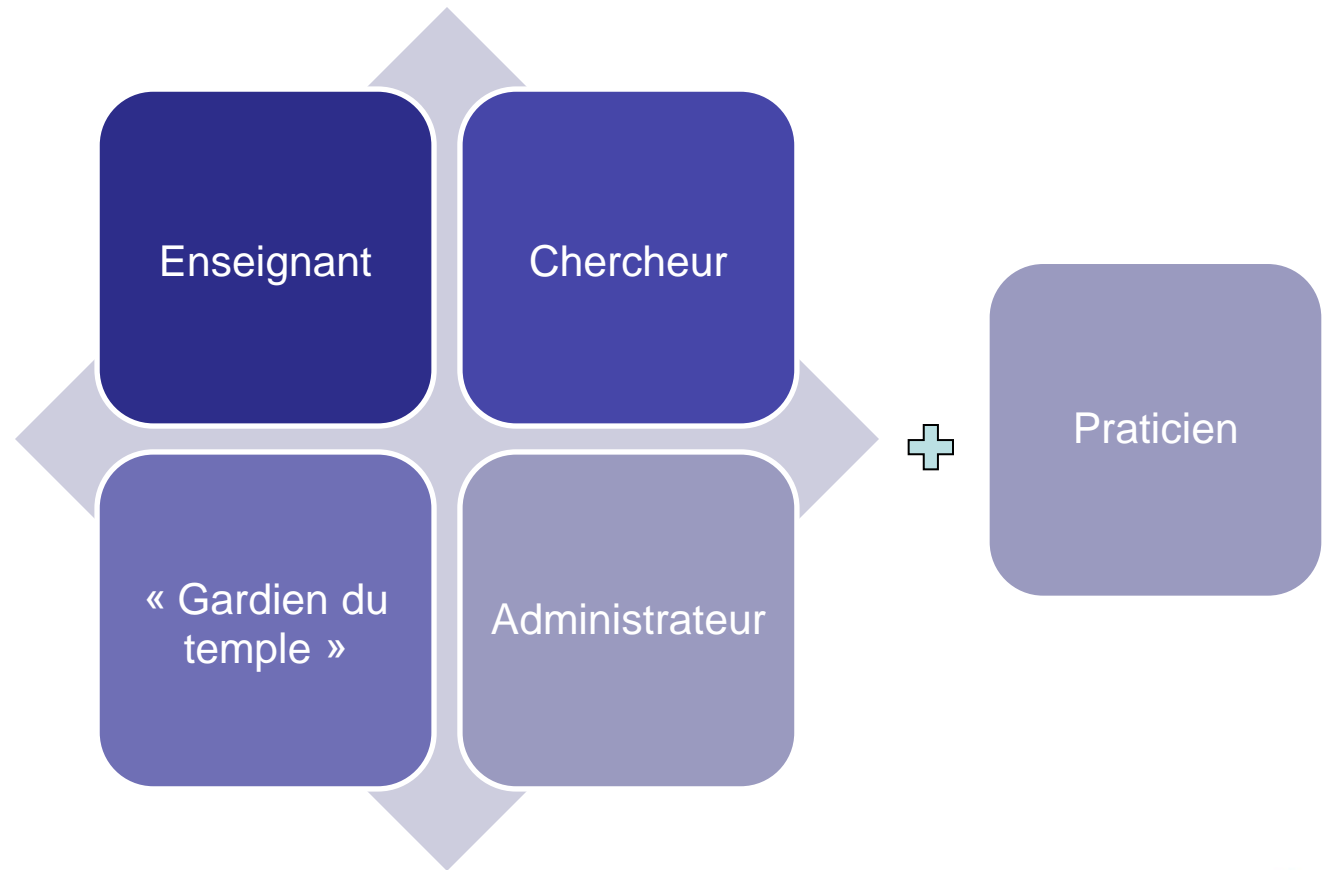 Enseignant
Chercheur
« Gardien du
temple »
Administrateur
Praticien